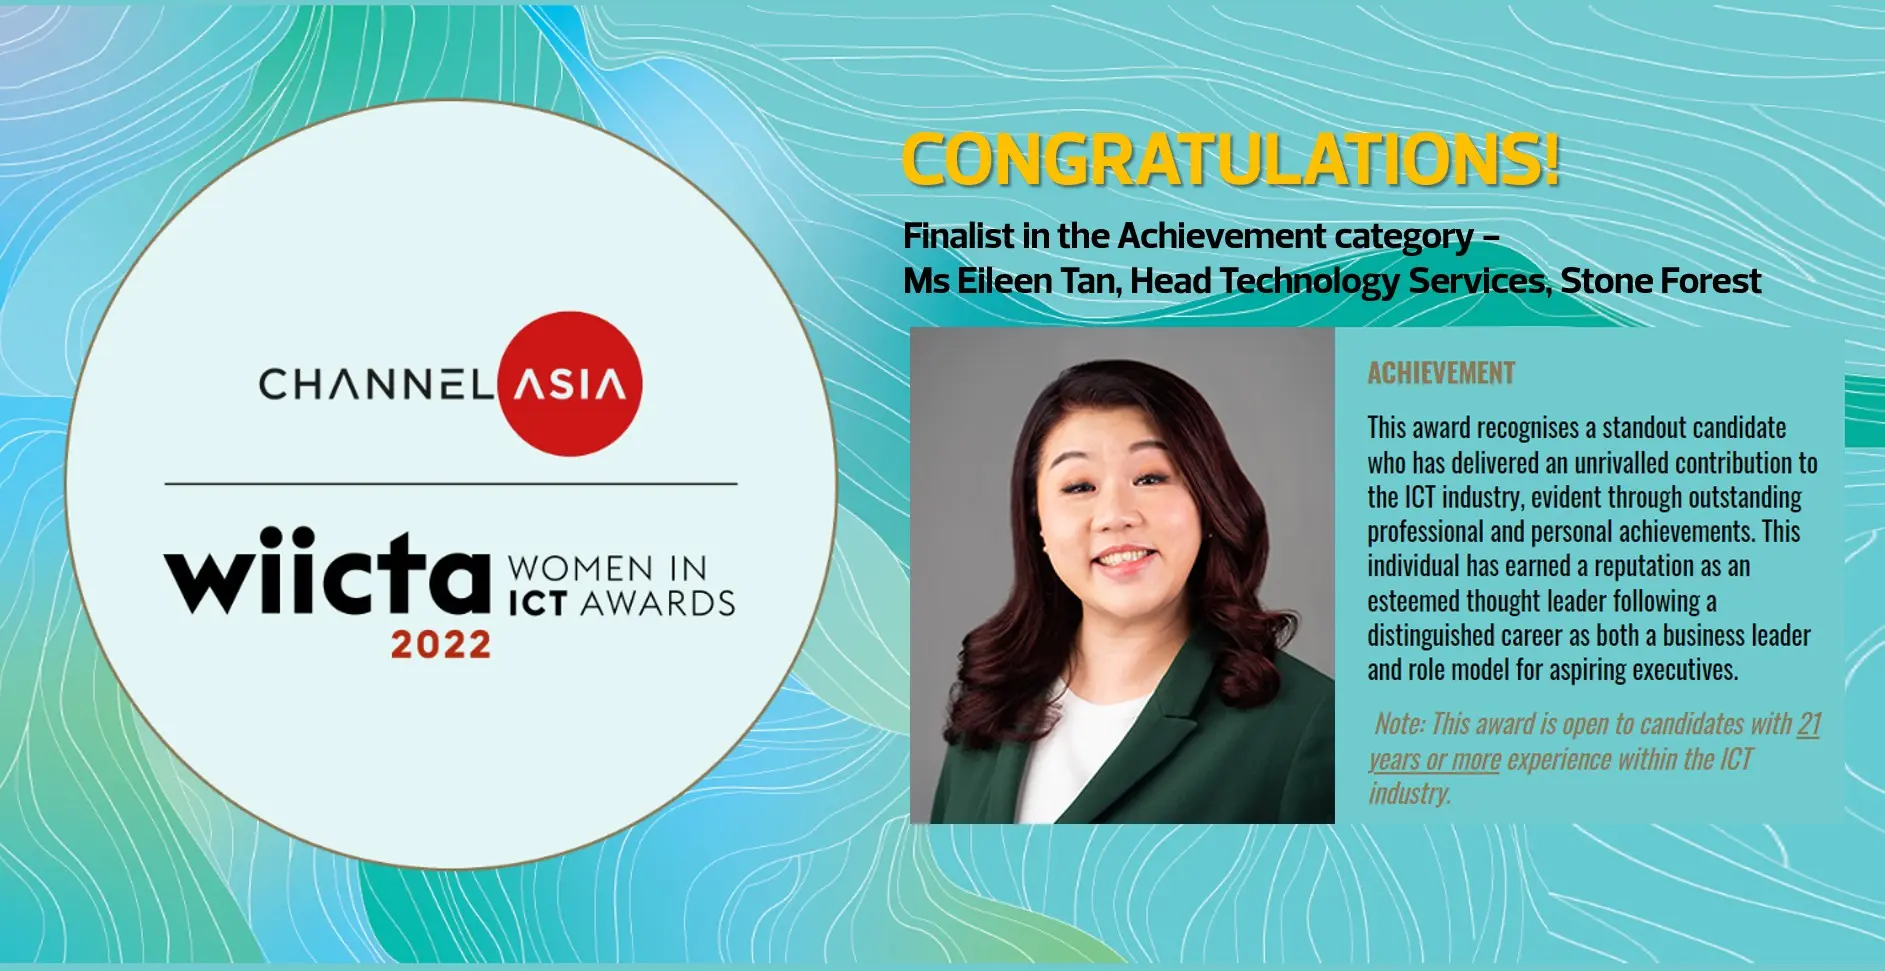 CHANNEL ASIA
wiicta WOMEN IN
ICT AWARDS
2022
CONGRATULATIONS!
Finalist in the Achievement category –
Ms Eileen Tan, Head Technology Services, Stone Forest
ACHIEVEMENT
This award recognises a standout candidate
who has delivered an unrivalled contribution to
the ICT industry, evident through outstanding
professional and personal achievements. This
individual has earned a reputation as an
esteemed thought leader following a
distinguished career as both a business leader
and role model for aspiring executives.
Note: This award is open to candidates with 21
years or more experience within the ICT
industry.